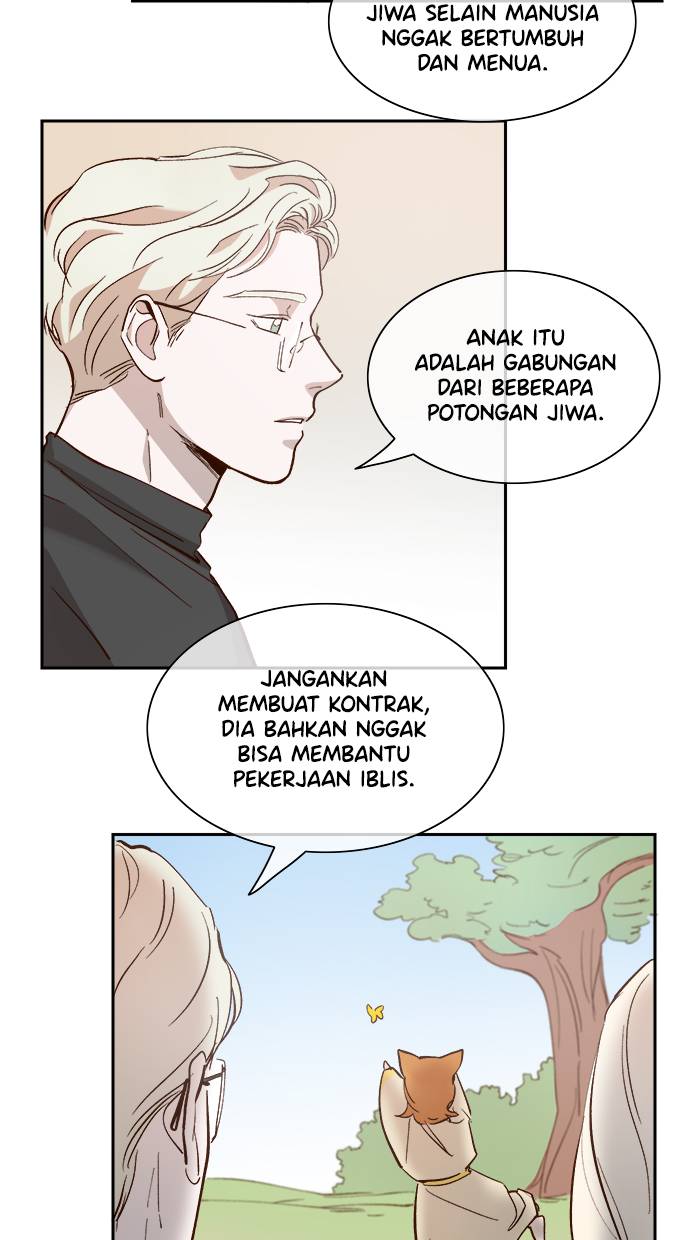 JIWA SELAIN MANUSIA
NGGAK BERTUMBUH
DAN MENUA.
ANAK ITU
ADALAH GABUNGAN
DARI BEBERAPA
POTONGAN JIWA.
JANGANKAN
MEMBUAT KONTRAK,
DIA BAHKAN NGGAK
BISA MEMBANTU
PEKERJAAN IBLIS.